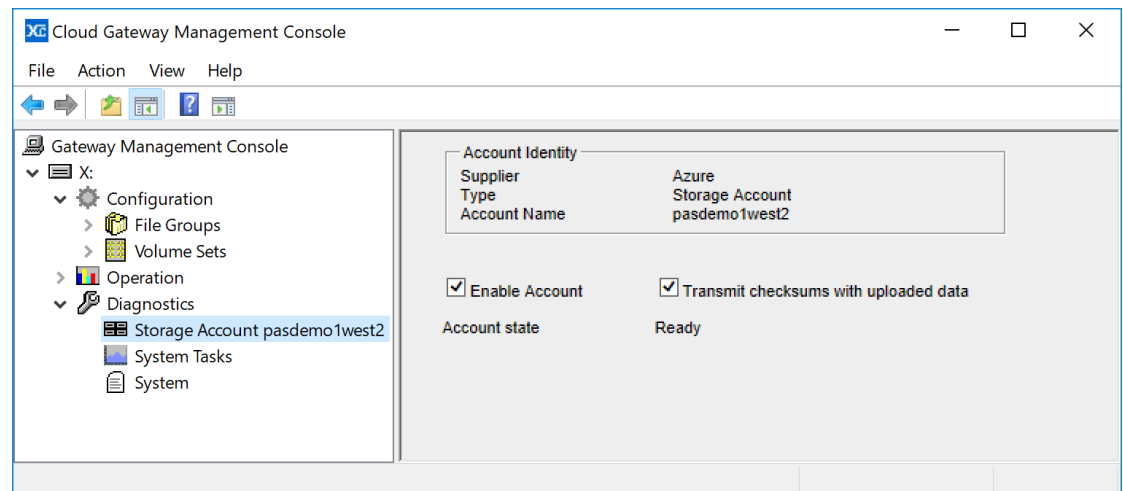 XC Cloud Gateway Management Console
File Action View Help
Gateway Management Console
X:
Configuration
File Groups
Volume Sets
Operation
Diagnostics
Storage Account pasdemo1west2
System Tasks
System
Account Identity
Supplier Azure
Type Storage Account
Account Name pasdemo1west2
Enable Account Transmit checksums with uploaded data
Account state Ready